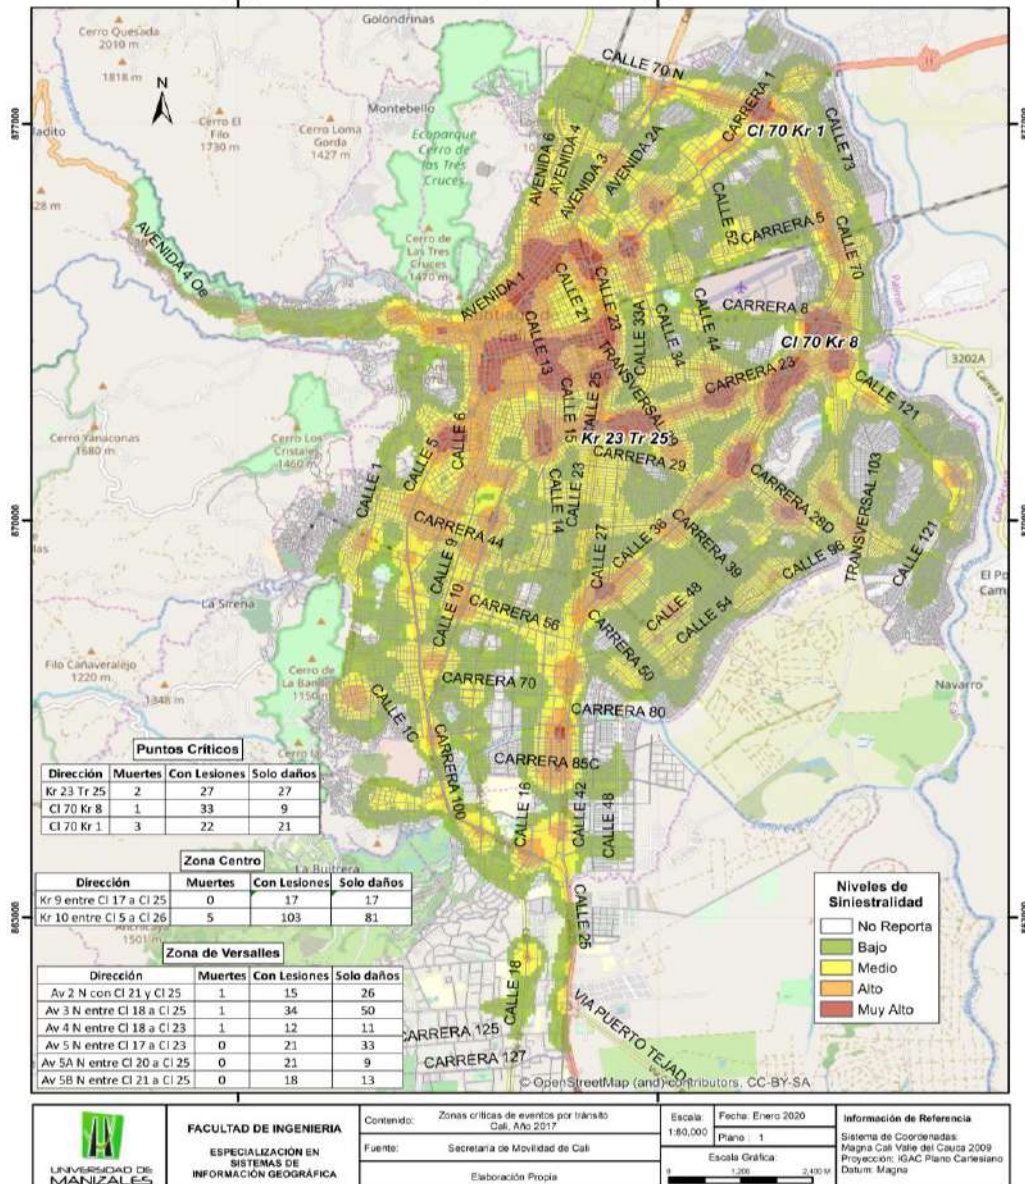 Golondrinas
Cerro Quesada
2010 m
1818 m
N
CALLE 70 N
Montebello
CARRERA 1
Cl 70 Kr 1
Cerro El
Filo
1730 m
Cerro Loma
Gorda
1427 m
Ecoparque
Cerro de
las Tres
Cruces
AVENIDA 6
AVENIDA 4
AVENIDA 3
AVENIDA 2A
CALLE 73
AVENIDA 4 Oe
Cerro de
Las Tres
Cruces
1470 m
CARRERA 5
CALLE 70
AVENIDA 1
CALLE 21
CALLE 23
CALLE 33A
CALLE 34
CALLE 44
CARRERA 8
Cl 70 Kr 8
3202A
CALLE 13
CALLE 15
CALLE 25
CARRERA 23
CALLE 121
Kr 23 Tr 25
Cerro Yanaconas
1680 m
Cerro Los
Cristales
1460 m
CALLE 1
CALLE 5
CALLE 6
CARRERA 29
CARRERA 28D
TRANSVERSAL 103
CALLE 121
CALLE 14
CALLE 23
CALLE 27
CALLE 36
CARRERA 39
CALLE 96
CARRERA 44
CALLE 9
CALLE 10
La Sirena
CALLE 48
CALLE 54
CARRERA 56
CARRERA 50
Filo Cañaveralejo
1220 m
1348 m
CARRERA 70
Navarro
CALLE 1C
CARRERA 80
CARRERA 85C
CARRERA 100
CALLE 16
CALLE 42
CALLE 48
Puntos Críticos
Dirección Muertes Con Lesiones Solo daños
Kr 23 Tr 25 2 27 27
Cl 70 Kr 8 1 33 9
Cl 70 Kr 1 3 22 21
La Buitrera
Zona Centro
Dirección Muertes Con Lesiones Solo daños
Kr 9 entre Cl 17 a Cl 25 0 17 17
Kr 10 entre Cl 5 a Cl 26 5 103 81
1501 m
CALLE 25
CALLE 18
Zona de Versalles
Dirección Muertes Con Lesiones Solo daños
Av 2 N con Cl 21 y Cl 25 1 15 26
Av 3 N entre Cl 18 a Cl 25 1 34 50
Av 4 N entre Cl 18 a Cl 23 1 12 11
Av 5 N entre Cl 17 a Cl 23 0 21 33
Av 5A N entre Cl 20 a Cl 25 0 21 9
Av 5B N entre Cl 21 a Cl 25 0 18 13
Niveles de
Siniestralidad
No Reporta
Bajo
Medio
Alto
Muy Alto
VIA PUERTO TEJADA
CARRERA 125
CARRERA 127
© OpenStreetMap (and) contributors, CC-BY-SA
UNIVERSIDAD DE
MANIZALES
FACULTAD DE INGENIERIA
ESPECIALIZACIÓN EN
SISTEMAS DE
INFORMACIÓN GEOGRÁFICA
Contenido: Zonas críticas de eventos por tránsito
Cali, Año 2017
Fuente: Secretaria de Movilidad de Cali
Elaboración Propia
Escala:
1:60,000
Fecha: Enero 2020
Plano : 1
Escala Gráfica:
0 1,200 2,400 M
Información de Referencia
Sistema de Coordenadas:
Magna Cali Valle del Cauca 2009
Proyección: IGAC Plano Cartesiano
Datum: Magna